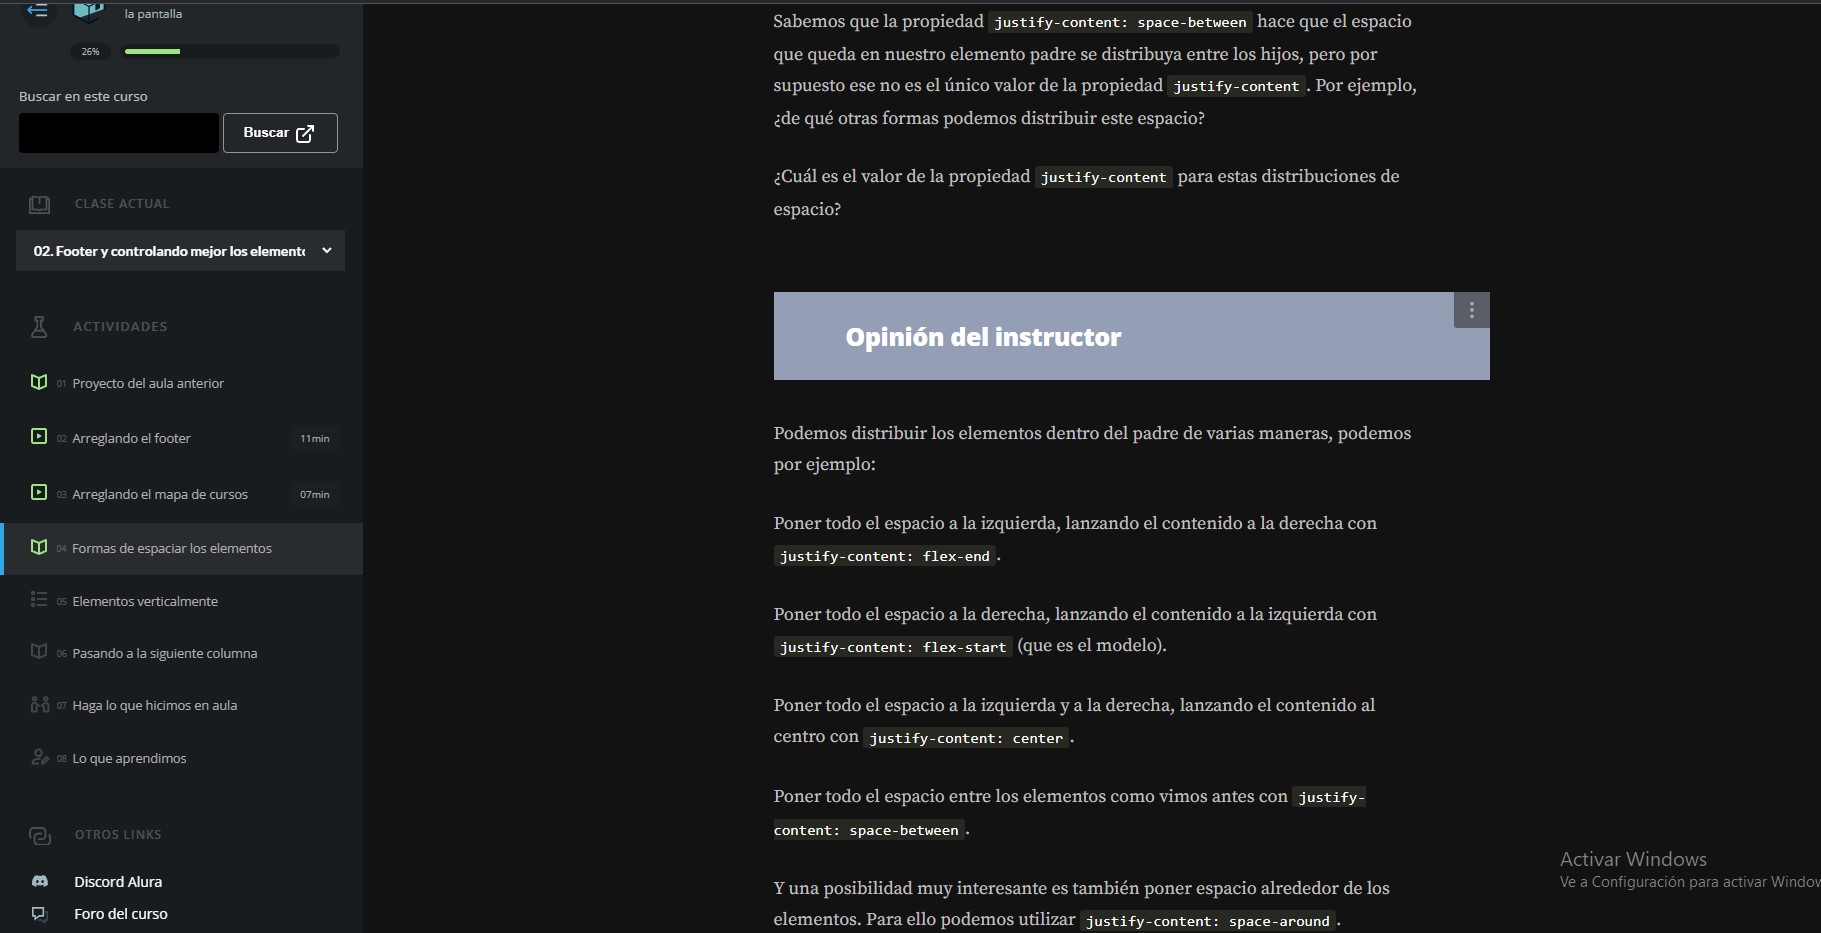 la pantalla
26%
Buscar en este curso
Buscar
CLASE ACTUAL
02. Footer y controlando mejor los elemento
ACTIVIDADES
01 Proyecto del aula anterior
02 Arreglando el footer 11min
03 Arreglando el mapa de cursos 07min
04 Formas de espaciar los elementos
05 Elementos verticalmente
06 Pasando a la siguiente columna
07 Haga lo que hicimos en aula
08 Lo que aprendimos
OTROS LINKS
Discord Alura
Foro del curso
Sabemos que la propiedad justify-content: space-between hace que el espacio
que queda en nuestro elemento padre se distribuya entre los hijos, pero por
supuesto ese no es el único valor de la propiedad justify-content. Por ejemplo,
¿de qué otras formas podemos distribuir este espacio?
¿Cuál es el valor de la propiedad justify-content para estas distribuciones de
espacio?
Opinión del instructor
Podemos distribuir los elementos dentro del padre de varias maneras, podemos
por ejemplo:
Poner todo el espacio a la izquierda, lanzando el contenido a la derecha con
justify-content: flex-end.
Poner todo el espacio a la derecha, lanzando el contenido a la izquierda con
justify-content: flex-start (que es el modelo).
Poner todo el espacio a la izquierda y a la derecha, lanzando el contenido al
centro con justify-content: center.
Poner todo el espacio entre los elementos como vimos antes con justify-
content: space-between.
Y una posibilidad muy interesante es también poner espacio alrededor de los
elementos. Para ello podemos utilizar justify-content: space-around.
Activar Windows
Ve a Configuración para activar Window